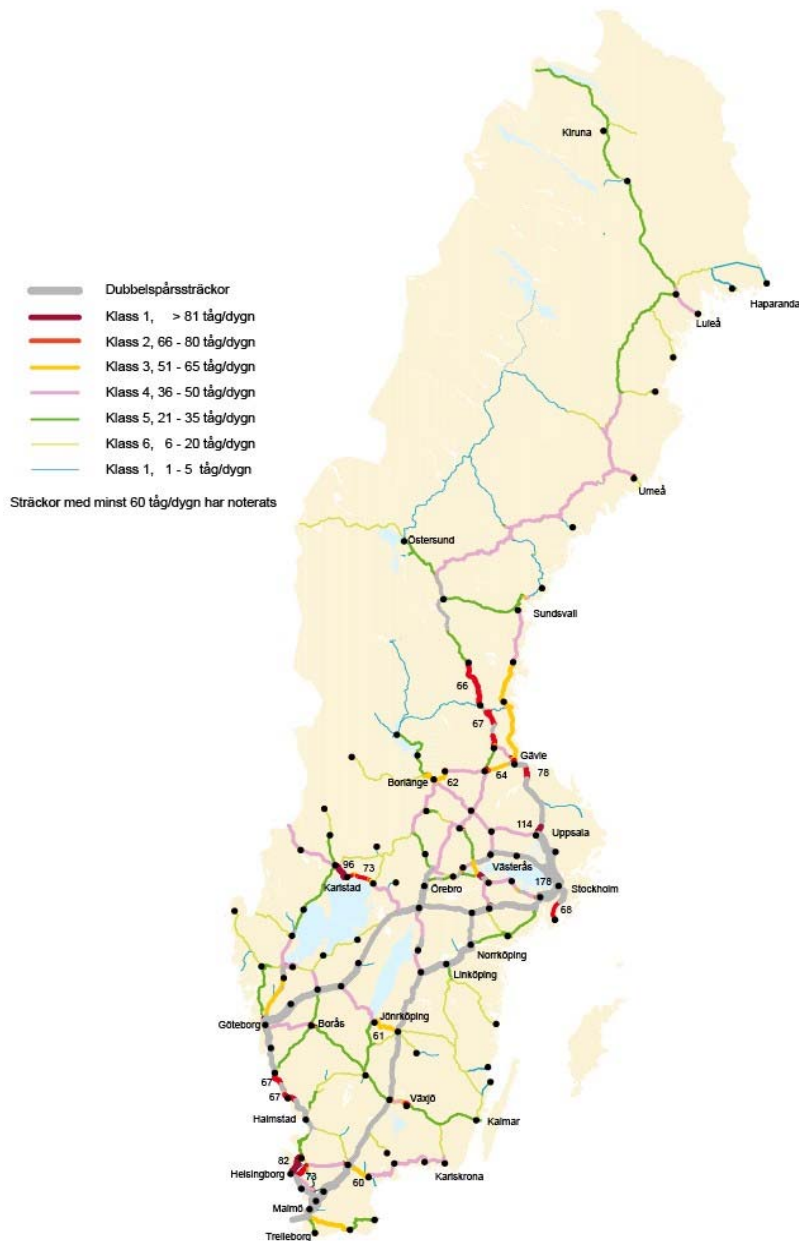 Kiruna
Haparanda
Luleå
Dubbelspårssträckor
Klass 1, > 81 tåg/dygn
Klass 2, 66 - 80 tåg/dygn
Klass 3, 51 - 65 tåg/dygn
Klass 4, 36 - 50 tåg/dygn
Klass 5, 21 - 35 tåg/dygn
Klass 6, 6 - 20 tåg/dygn
Klass 1, 1 - 5 tåg/dygn
Sträckor med minst 60 tåg/dygn har noterats
Umeå
Östersund
Sundsvall
66
67
Gävle
Borlänge
62
64
78
114
Uppsala
96
73
Västerås
Karlstad
Örebro
178
Stockholm
68
Norrköping
Linköping
Göteborg
Borås
Jönrköping
61
67
67
Växjö
Halmstad
Kalmar
82
Helsingborg
73
60
Karlskrona
Malmö
Trelleborg